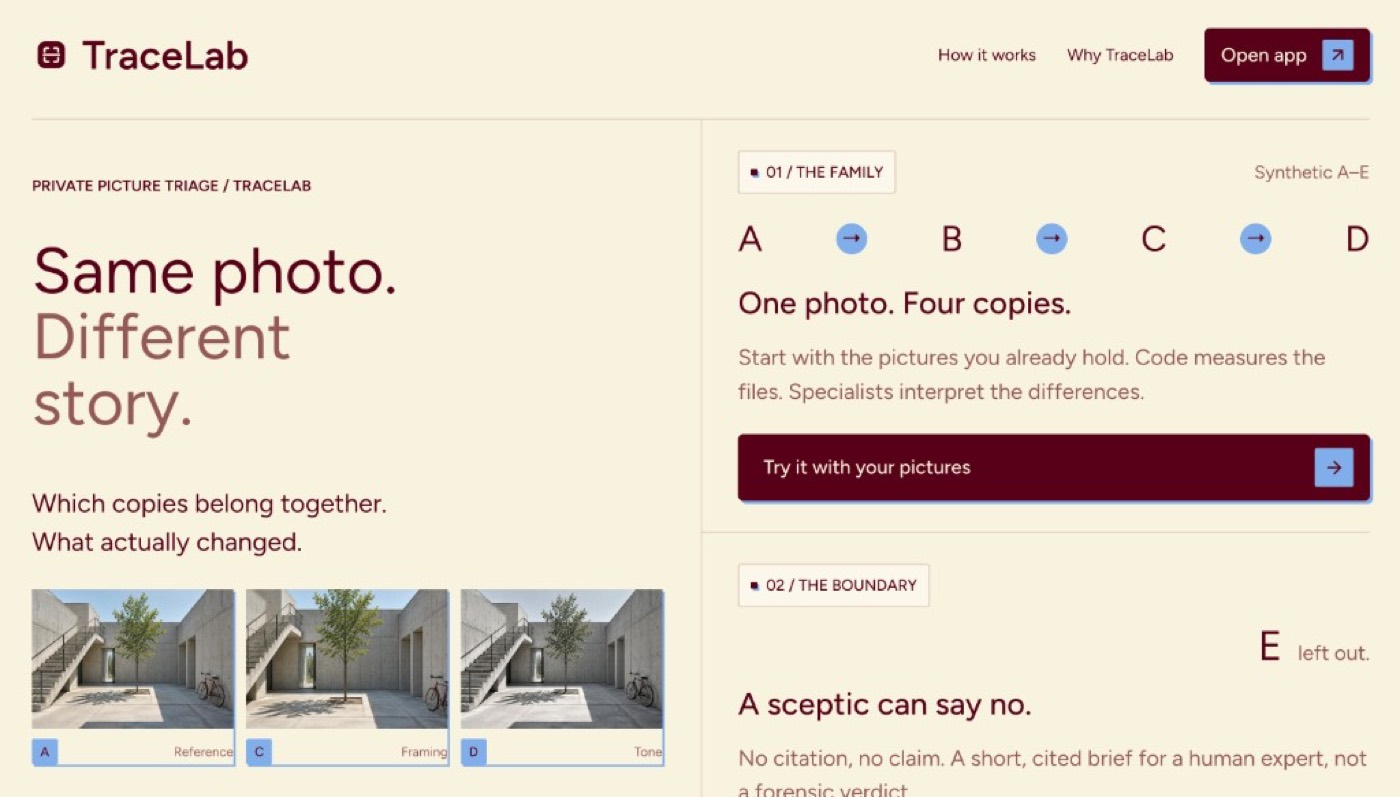 TraceLab
How it works
Why TraceLab
Open app
PRIVATE PICTURE TRIAGE / TRACELAB
Same photo.
Different
story.
Which copies belong together.
What actually changed.
A
Reference
C
Framing
D
Tone
01 / THE FAMILY
Synthetic A–E
A → B → C → D
One photo. Four copies.
Start with the pictures you already hold. Code measures the
files. Specialists interpret the differences.
Try it with your pictures
02 / THE BOUNDARY
E left out.
A sceptic can say no.
No citation, no claim. A short, cited brief for a human expert, not
a forensic verdict